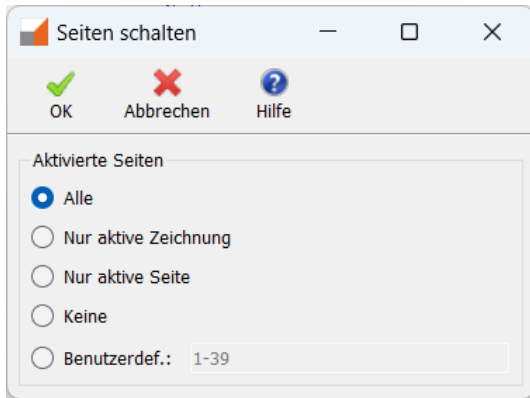 Seiten schalten
OK Abbrechen Hilfe
Aktivierte Seiten
Alle
Nur aktive Zeichnung
Nur aktive Seite
Keine
Benutzerdef.: 1-39